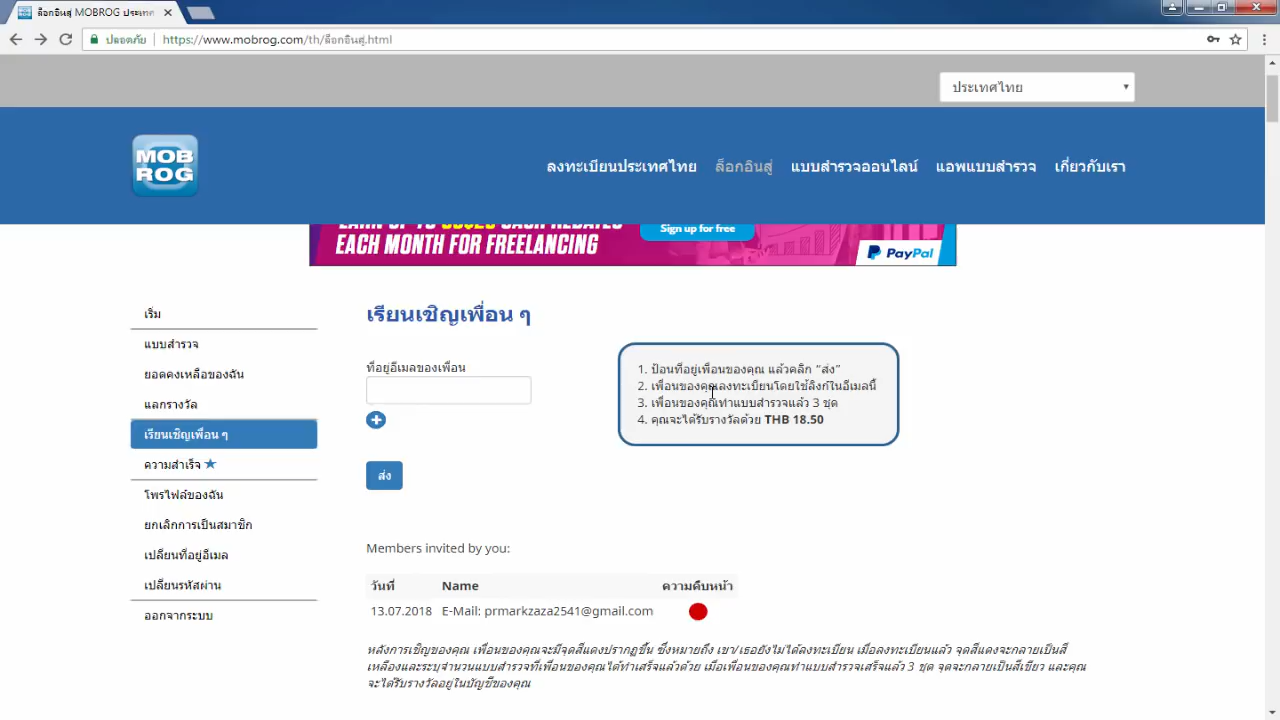 ล็อกอินสู่ MOBROG ประเทศ
ปลอดภัย
https://www.mobrog.com/th/ล็อกอินสู่.html
ประเทศไทย
MOB
ROG
ลงทะเบียนประเทศไทย ล็อกอินสู่ แบบสำรวจออนไลน์ แอพแบบสำรวจ เกี่ยวกับเรา
EARN UP TO CASH REBATES
EACH MONTH FOR FREELANCING
Sign up for free
PayPal
เริ่ม
แบบสำรวจ
ยอดคงเหลือของฉัน
แลกรางวัล
เรียนเชิญเพื่อน ๆ
ความสำเร็จ
โพรไฟล์ของฉัน
ยกเลิกการเป็นสมาชิก
เปลี่ยนที่อยู่อีเมล
เปลี่ยนรหัสผ่าน
ออกจากระบบ
เรียนเชิญเพื่อน ๆ
ที่อยู่อีเมลของเพื่อน
ส่ง
1. ป้อนที่อยู่เพื่อนของคุณ แล้วคลิก “ส่ง”
2. เพื่อนของคุณลงทะเบียนโดยใช้ลิงก์ในอีเมลนี้
3. เพื่อนของคุณทำแบบสำรวจแล้ว 3 ชุด
4. คุณจะได้รับรางวัลด้วย THB 18.50
Members invited by you:
วันที่ Name ความคืบหน้า
13.07.2018 E-Mail: prmarkzaza2541@gmail.com
หลังการเชิญของคุณ เพื่อนของคุณจะมีจุดสีแดงปรากฏขึ้น ซึ่งหมายถึง เขา/เธอยังไม่ได้ลงทะเบียน เมื่อลงทะเบียนแล้ว จุดสีแดงจะกลายเป็นสี
เหลืองและระบุจำนวนแบบสำรวจที่เพื่อนของคุณได้ทำเสร็จแล้วด้วย เมื่อเพื่อนของคุณทำแบบสำรวจเสร็จแล้ว 3 ชุด จุดจะกลายเป็นสีเขียว และคุณ
จะได้รับรางวัลอยู่ในบัญชีของคุณ